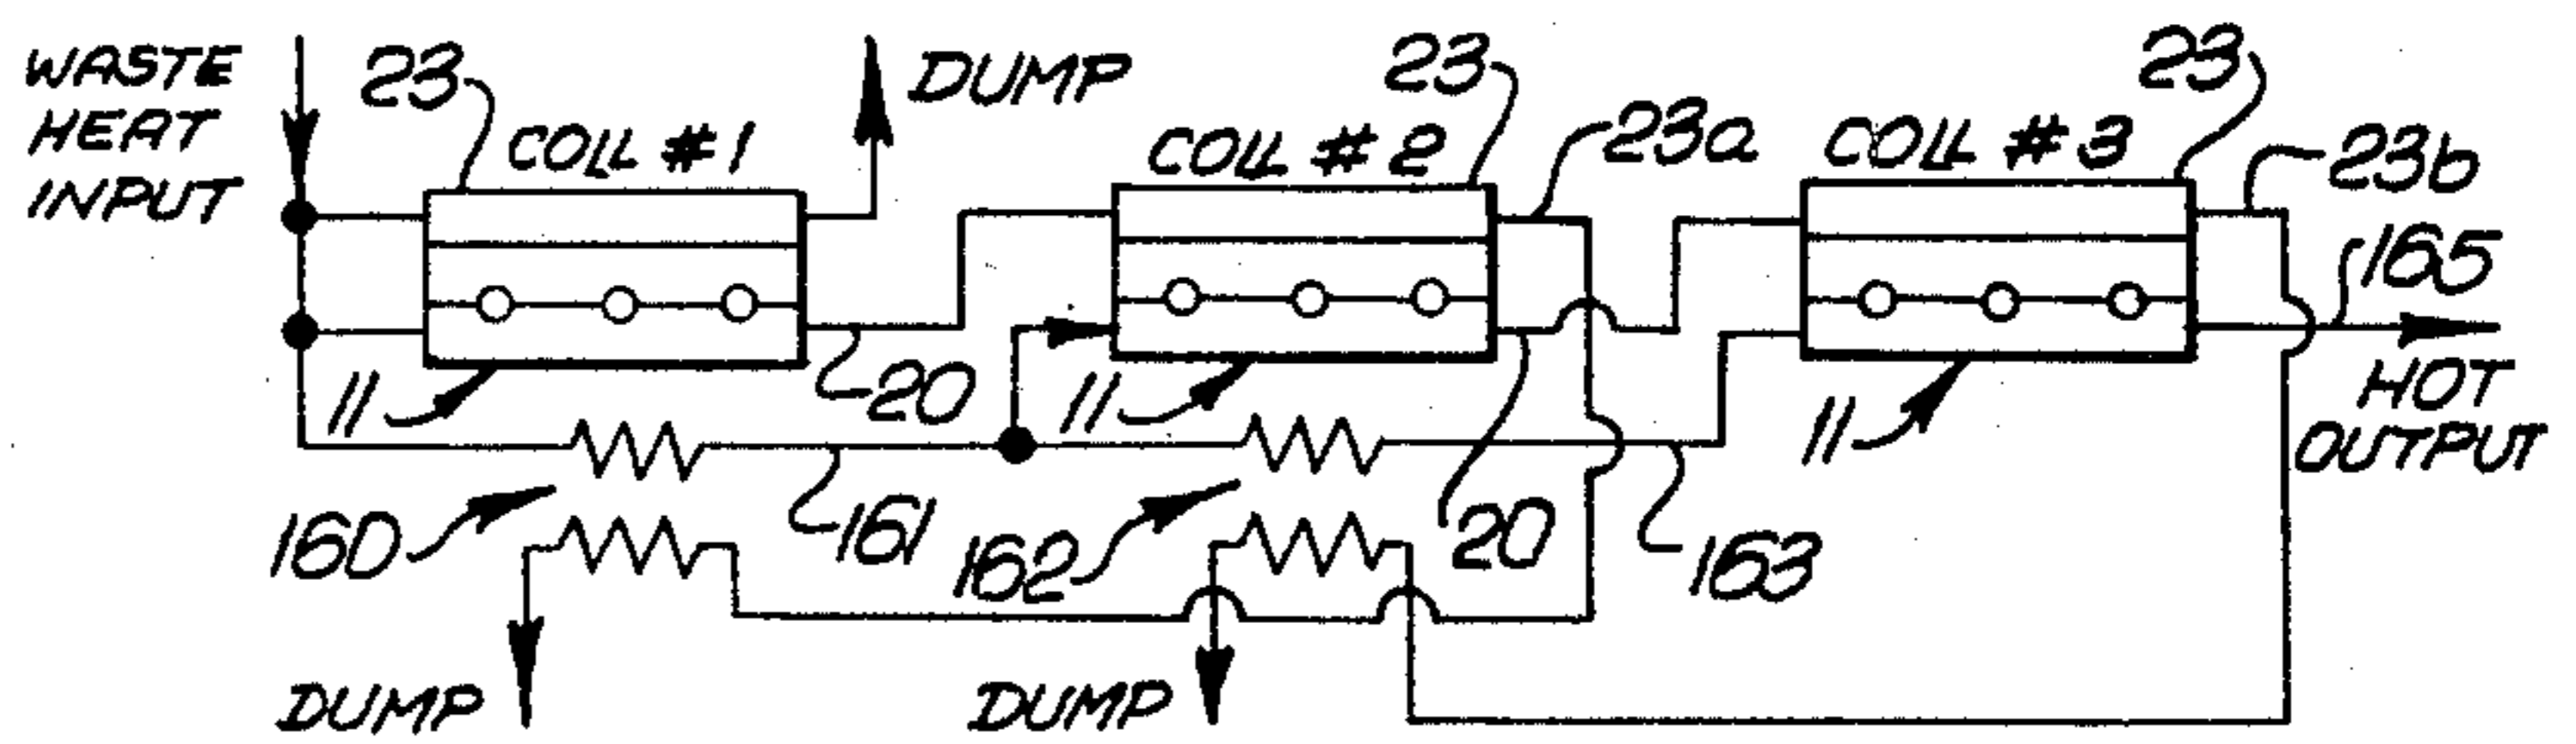 WASTE
HEAT
INPUT
23
COLL #1
DUMP
23
COLL #2
23a
COLL #3
23
23b
165
HOT
OUTPUT
11
20
11
20
11
160
161
162
163
DUMP
DUMP